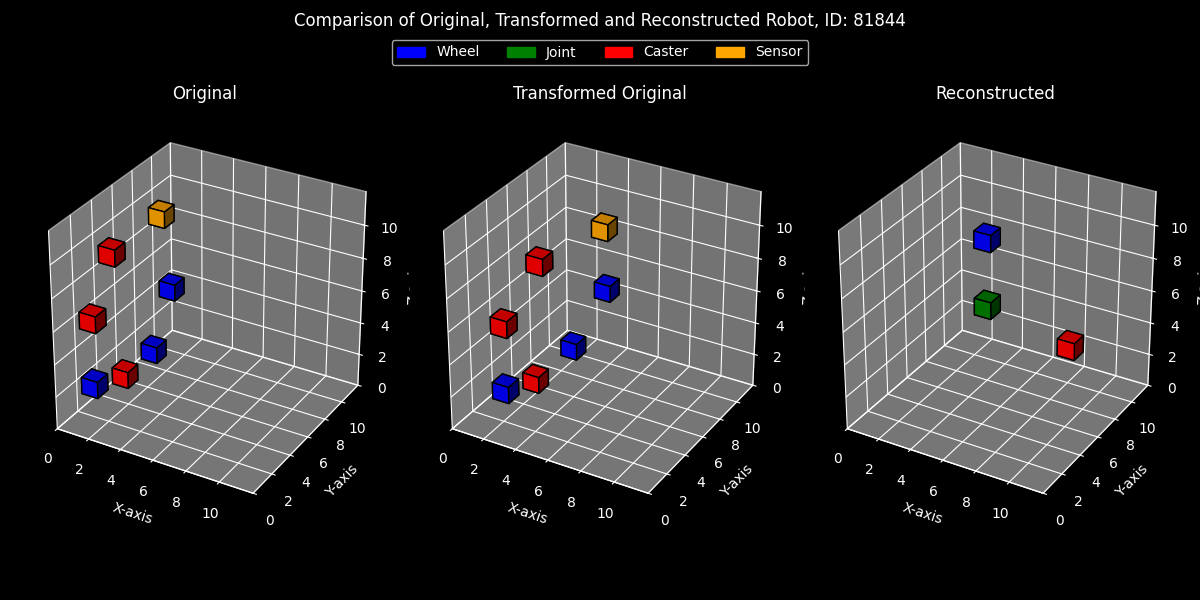 Comparison of Original, Transformed and Reconstructed Robot, ID: 81844
Wheel Joint Caster Sensor
Original
Transformed Original
Reconstructed
0 2 4 6 8 10
X-axis
0 2 4 6 8 10
Y-axis
0 2 4 6 8 10
0 2 4 6 8 10
X-axis
0 2 4 6 8 10
Y-axis
0 2 4 6 8 10
0 2 4 6 8 10
X-axis
0 2 4 6 8 10
Y-axis
0 2 4 6 8 10